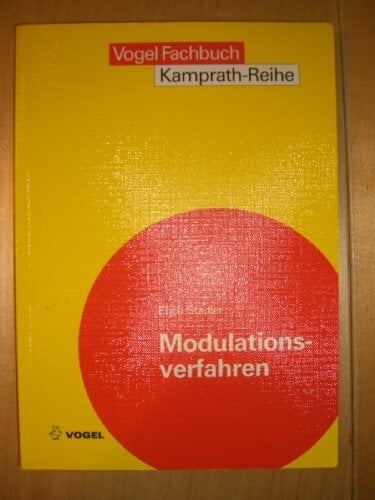 Vogel Fachbuch
Kamprath-Reihe
Erich Stadler
Modulations-
verfahren
VOGEL